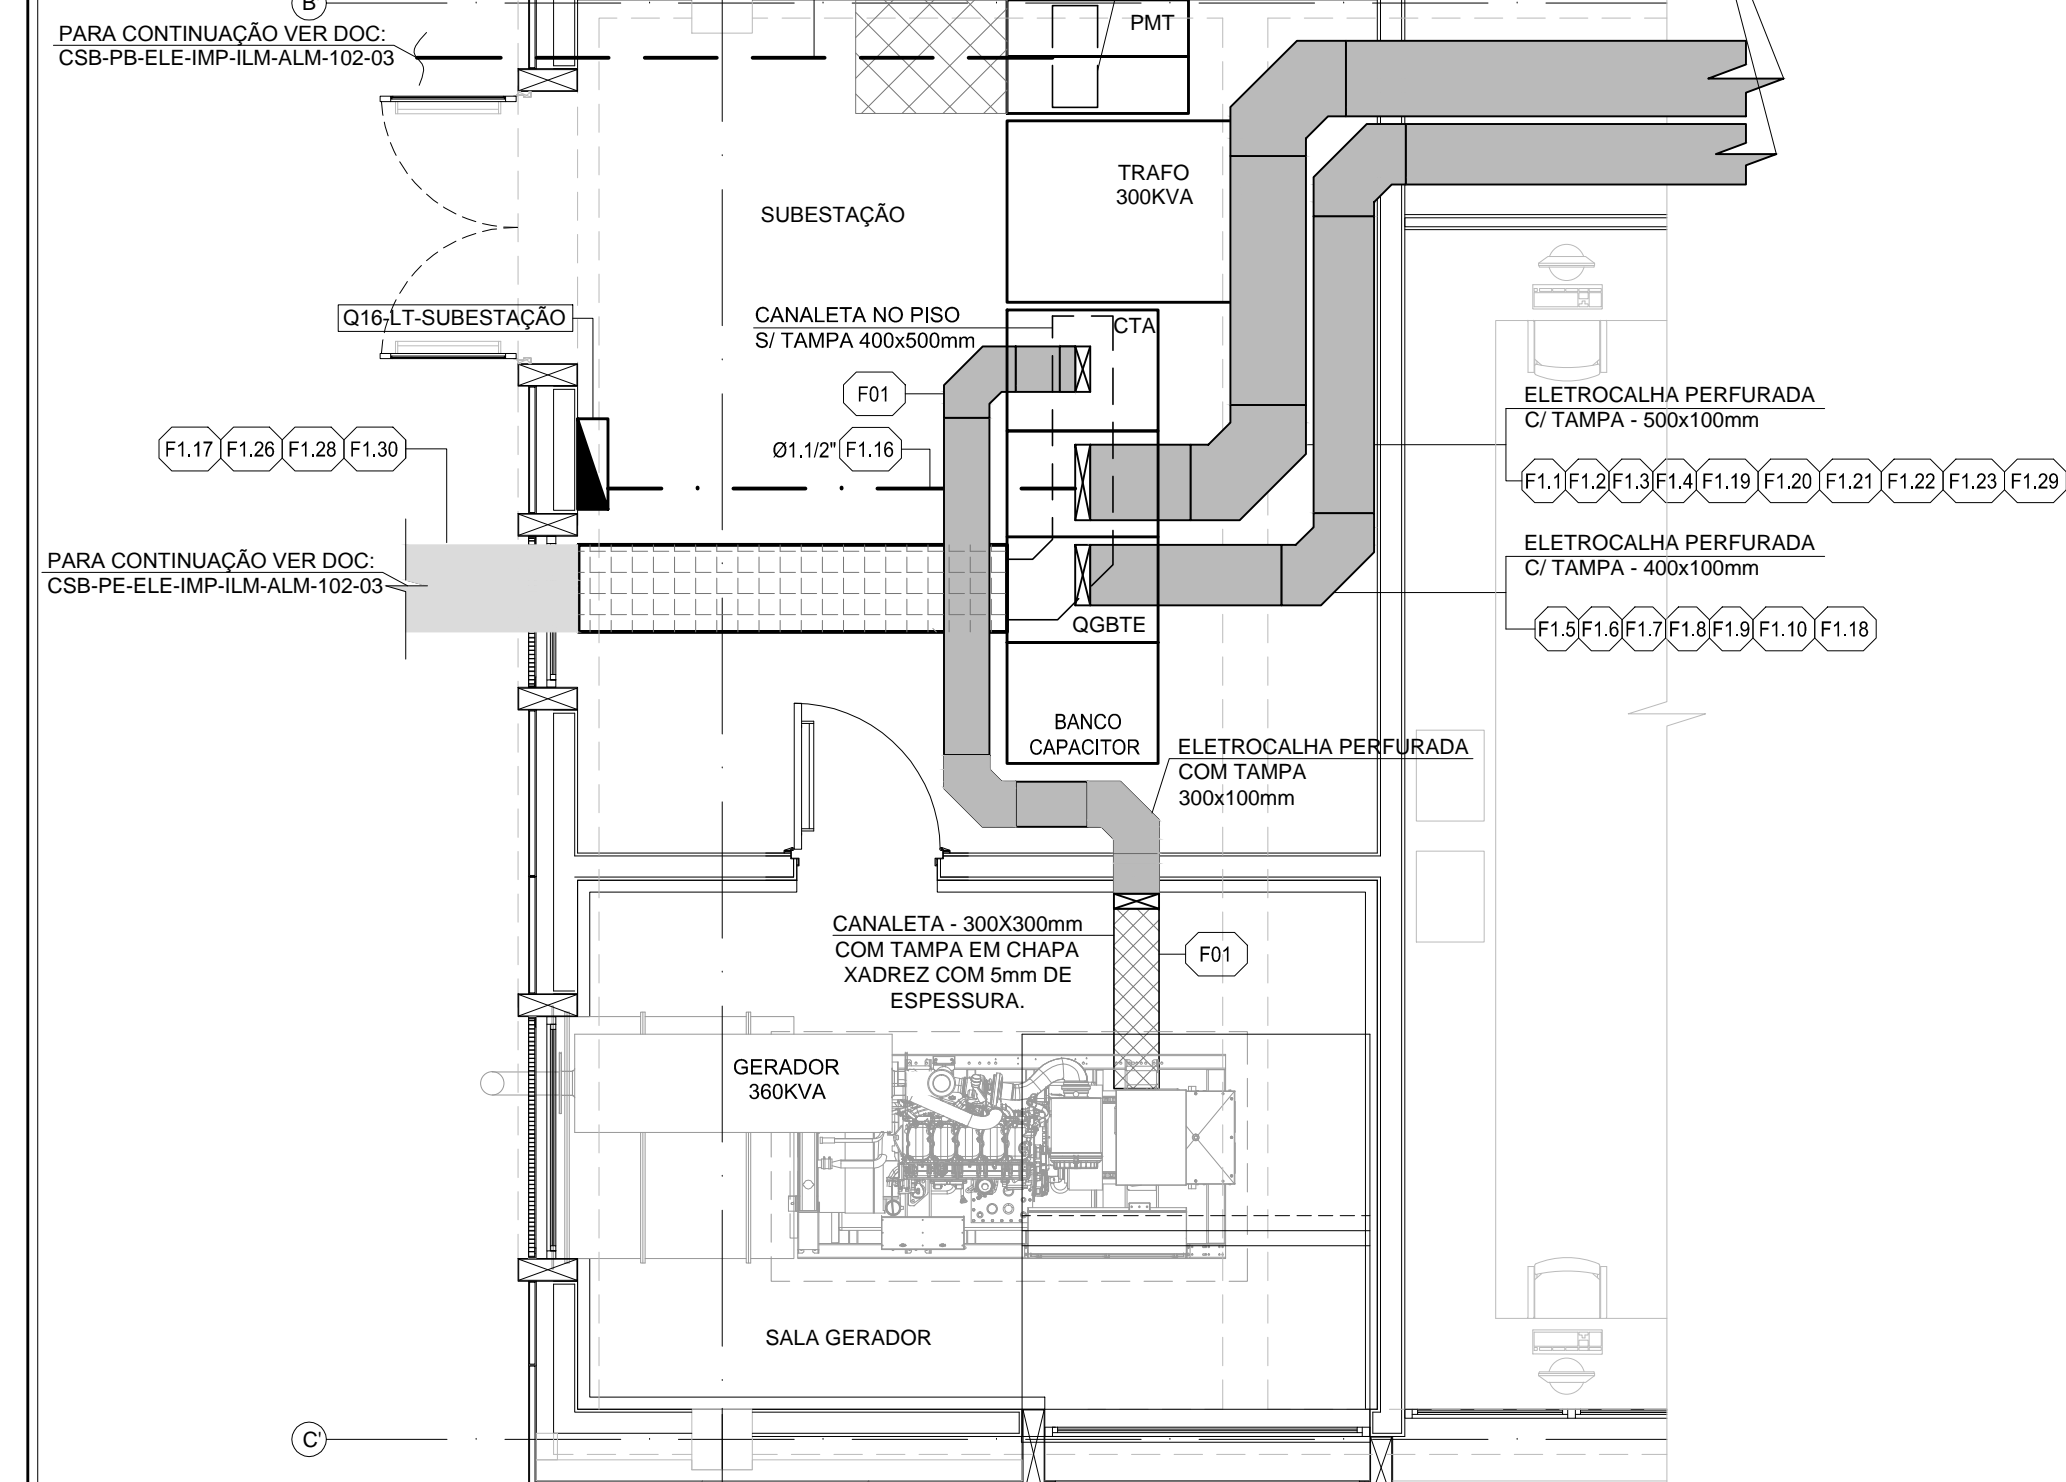 B
PARA CONTINUAÇÃO VER DOC:
CSB-PB-ELE-IMP-ILM-ALM-102-03
PMT
TRAFO
300KVA
SUBESTAÇÃO
Q16-LT-SUBESTAÇÃO
CANALETA NO PISO
S/ TAMPA 400x500mm
CTA
F01
ELETROCALHA PERFURADA
C/ TAMPA - 500x100mm
F1.17 F1.26 F1.28 F1.30
Ø1.1/2" F1.16
F1.1 F1.2 F1.3 F1.4 F1.19 F1.20 F1.21 F1.22 F1.23 F1.29
PARA CONTINUAÇÃO VER DOC:
CSB-PE-ELE-IMP-ILM-ALM-102-03
ELETROCALHA PERFURADA
C/ TAMPA - 400x100mm
QGBTE
F1.5 F1.6 F1.7 F1.8 F1.9 F1.10 F1.18
BANCO
CAPACITOR
ELETROCALHA PERFURADA
COM TAMPA
300x100mm
CANALETA - 300X300mm
COM TAMPA EM CHAPA
XADREZ COM 5mm DE
ESPESSURA.
F01
GERADOR
360KVA
SALA GERADOR
C'